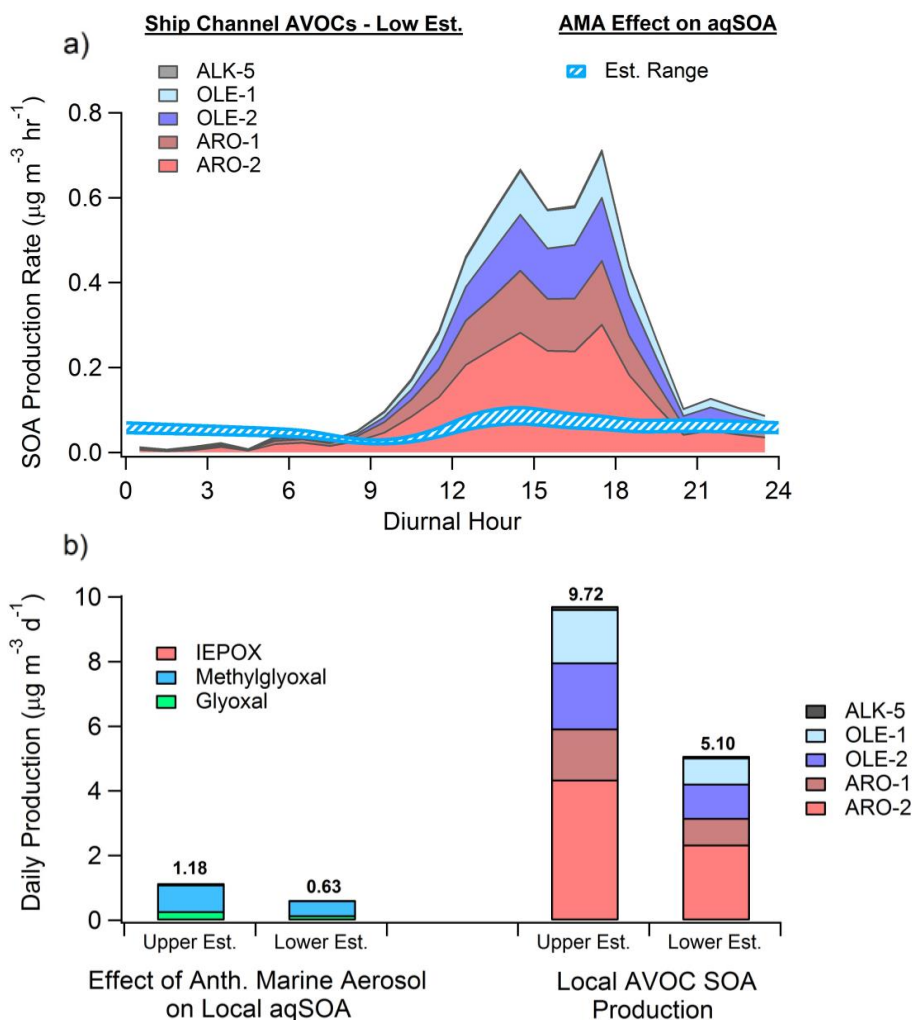 a)
Ship Channel AVOCs - Low Est.
AMA Effect on aqSOA
ALK-5
OLE-1
OLE-2
ARO-1
ARO-2
Est. Range
SOA Production Rate (µg m⁻³ hr⁻¹)
0.8
0.6
0.4
0.2
0.0
0 3 6 9 12 15 18 21 24
Diurnal Hour
b)
Daily Production (µg m⁻³ d⁻¹)
10
8
6
4
2
0
IEPOX
Methylglyoxal
Glyoxal
1.18
0.63
9.72
5.10
ALK-5
OLE-1
OLE-2
ARO-1
ARO-2
Upper Est. Lower Est. Upper Est. Lower Est.
Effect of Anth. Marine Aerosol
on Local aqSOA
Local AVOC SOA
Production